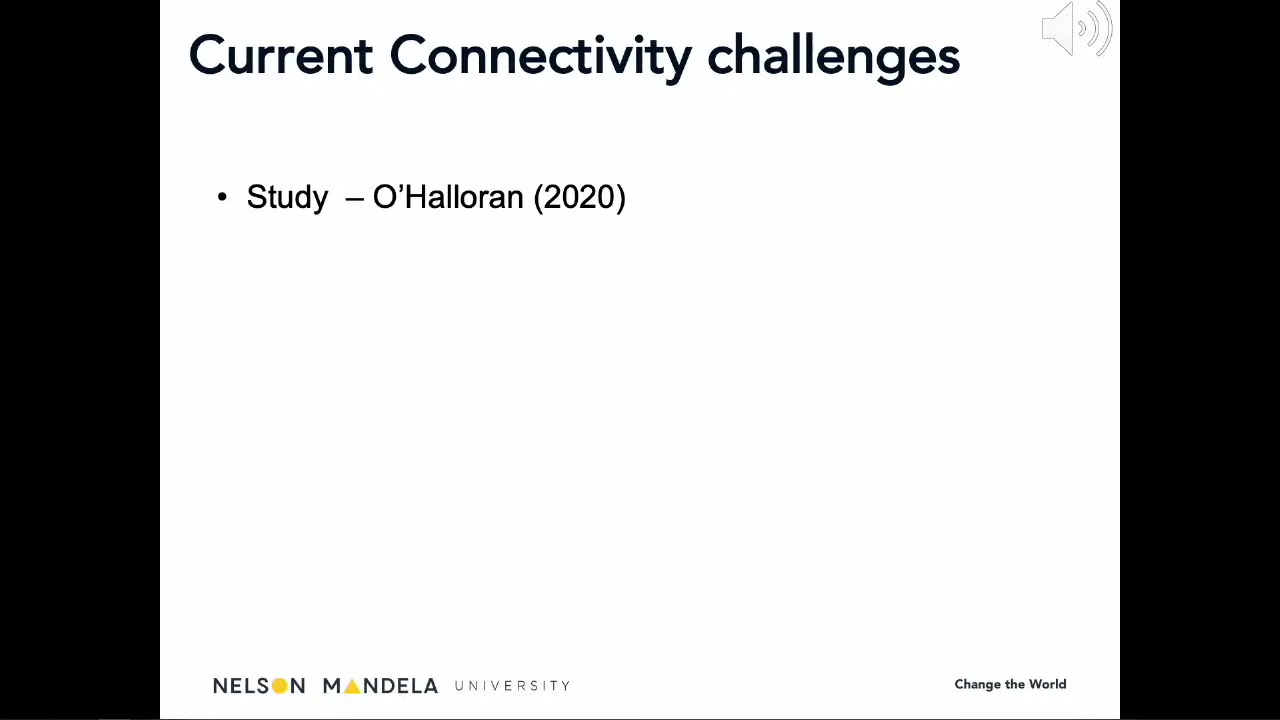 Current Connectivity challenges
• Study – O’Halloran (2020)
NELSON MANDELA UNIVERSITY
Change the World